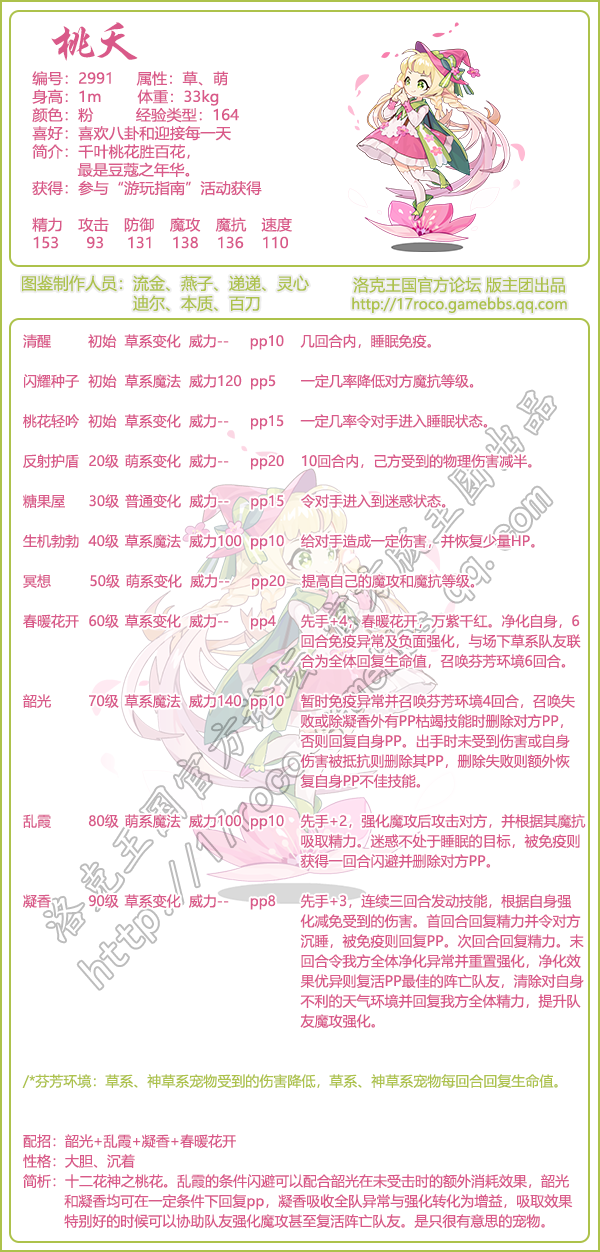 桃夭
编号：2991 属性：草、萌
身高：1m 体重：33kg
颜色：粉 经验类型：164
喜好：喜欢八卦和迎接每一天
简介：千叶桃花胜百花，
最是豆蔻之年华。
获得：参与“游玩指南”活动获得
精力 攻击 防御 魔攻 魔抗 速度
153 93 131 138 136 110
图鉴制作人员：流金、燕子、递递、灵心
迪尔、本质、百刀
洛克王国官方论坛 版主团出品
http://17roco.gamebbs.qq.com
清醒 初始 草系变化 威力-- pp10 几回合内，睡眠免疫。
闪耀种子 初始 草系魔法 威力120 pp5 一定几率降低对方魔抗等级。
桃花轻吟 初始 草系变化 威力-- pp15 一定几率令对手进入睡眠状态。
反射护盾 20级 萌系变化 威力-- pp20 10回合内，己方受到的物理伤害减半。
糖果屋 30级 普通变化 威力-- pp15 令对手进入到迷惑状态。
生机勃勃 40级 草系魔法 威力100 pp10 给对手造成一定伤害，并恢复少量HP。
冥想 50级 萌系变化 威力-- pp20 提高自己的魔攻和魔抗等级。
春暖花开 60级 草系变化 威力-- pp4 先手+4，春暖花开，万紫千红。净化自身，6
回合免疫异常及负面强化，与场下草系队友联
合为全体回复生命值，召唤芬芳环境6回合。
韶光 70级 草系魔法 威力140 pp10 暂时免疫异常并召唤芬芳环境4回合，召唤失
败或除凝香外有PP枯竭技能时删除对方PP，
否则回复自身PP。出手时未受到伤害或自身
伤害被抵抗则删除其PP，删除失败则额外恢
复自身PP不佳技能。
乱霞 80级 萌系魔法 威力100 pp10 先手+2，强化魔攻后攻击对方，并根据其魔抗
吸取精力。迷惑不处于睡眠的目标，被免疫则
获得一回合闪避并删除对方PP。
凝香 90级 草系变化 威力-- pp8 先手+3，连续三回合发动技能，根据自身强
化减免受到的伤害。首回合回复精力并令对方
沉睡，被免疫则回复PP。次回合回复精力。末
回合令我方全体净化异常并重置强化，净化效
果优异则复活PP最佳的阵亡队友，清除对自身
不利的天气环境并回复我方全体精力，提升队
友魔攻强化。
/*芬芳环境：草系、神草系宠物受到的伤害降低，草系、神草系宠物每回合回复生命值。
配招：韶光+乱霞+凝香+春暖花开
性格：大胆、沉着
简析：十二花神之桃花。乱霞的条件闪避可以配合韶光在未受击时的额外消耗效果，韶光
和凝香均可在一定条件下回复pp，凝香吸收全队异常与强化转化为增益，吸取效果
特别好的时候可以协助队友强化魔攻甚至复活阵亡队友。是只很有意思的宠物。
洛克王国官方论坛 官方版主团出品
http://17roco.gamebbs.qq.com